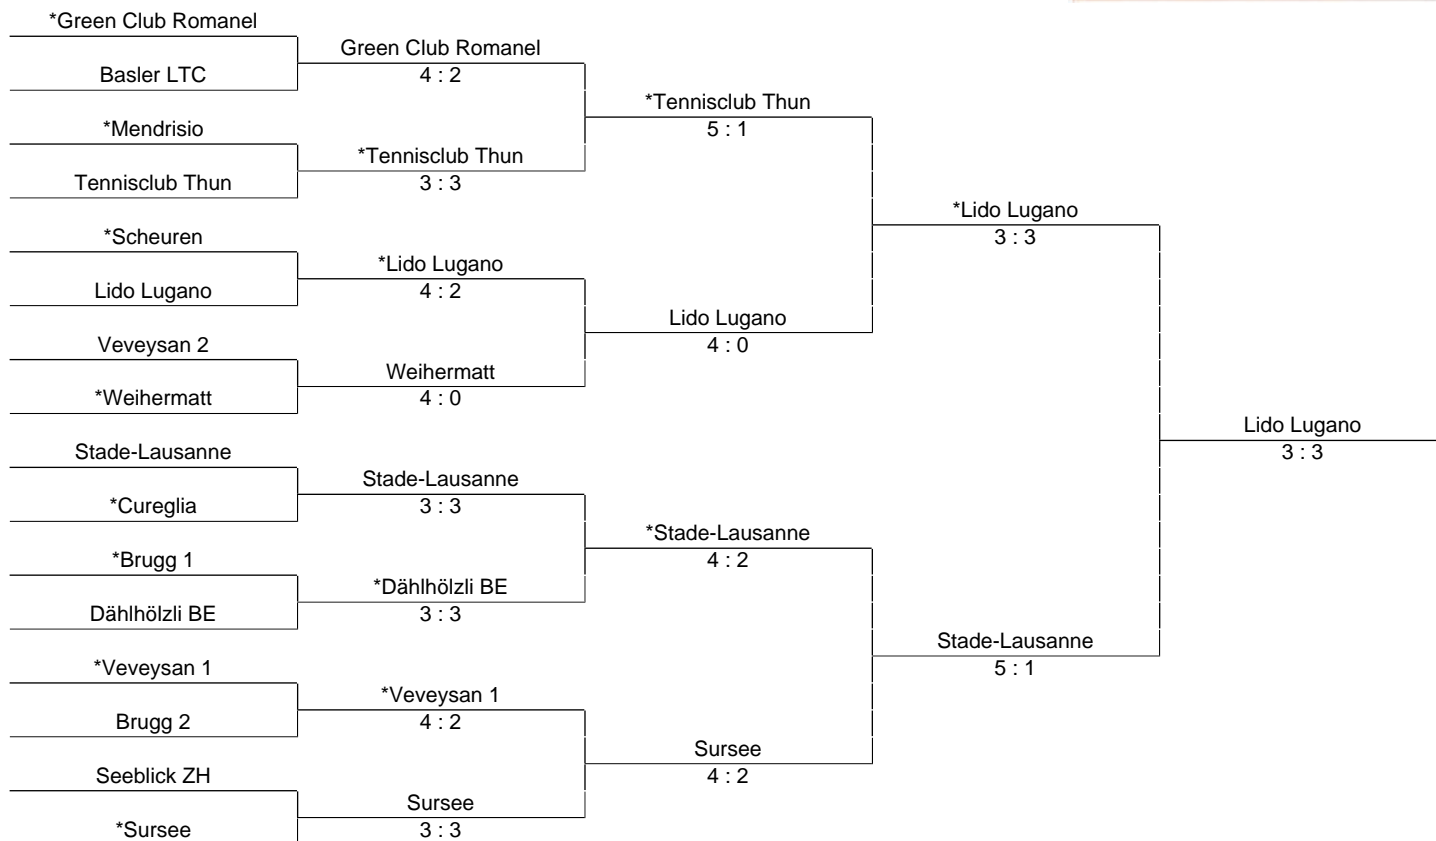 *Green Club Romanel
Basler LTC
*Mendrisio
Tennisclub Thun
*Scheuren
Lido Lugano
Veveysan 2
*Weihermatt
Stade-Lausanne
*Cureglia
*Brugg 1
Dählhölzli BE
*Veveysan 1
Brugg 2
Seeblick ZH
*Sursee
Green Club Romanel
4 : 2
*Tennisclub Thun
3 : 3
*Lido Lugano
4 : 2
Weihermatt
4 : 0
Stade-Lausanne
3 : 3
*Dählhölzli BE
3 : 3
*Veveysan 1
4 : 2
Sursee
3 : 3
*Tennisclub Thun
5 : 1
Lido Lugano
4 : 0
*Stade-Lausanne
4 : 2
Sursee
4 : 2
*Lido Lugano
3 : 3
Stade-Lausanne
5 : 1
Lido Lugano
3 : 3